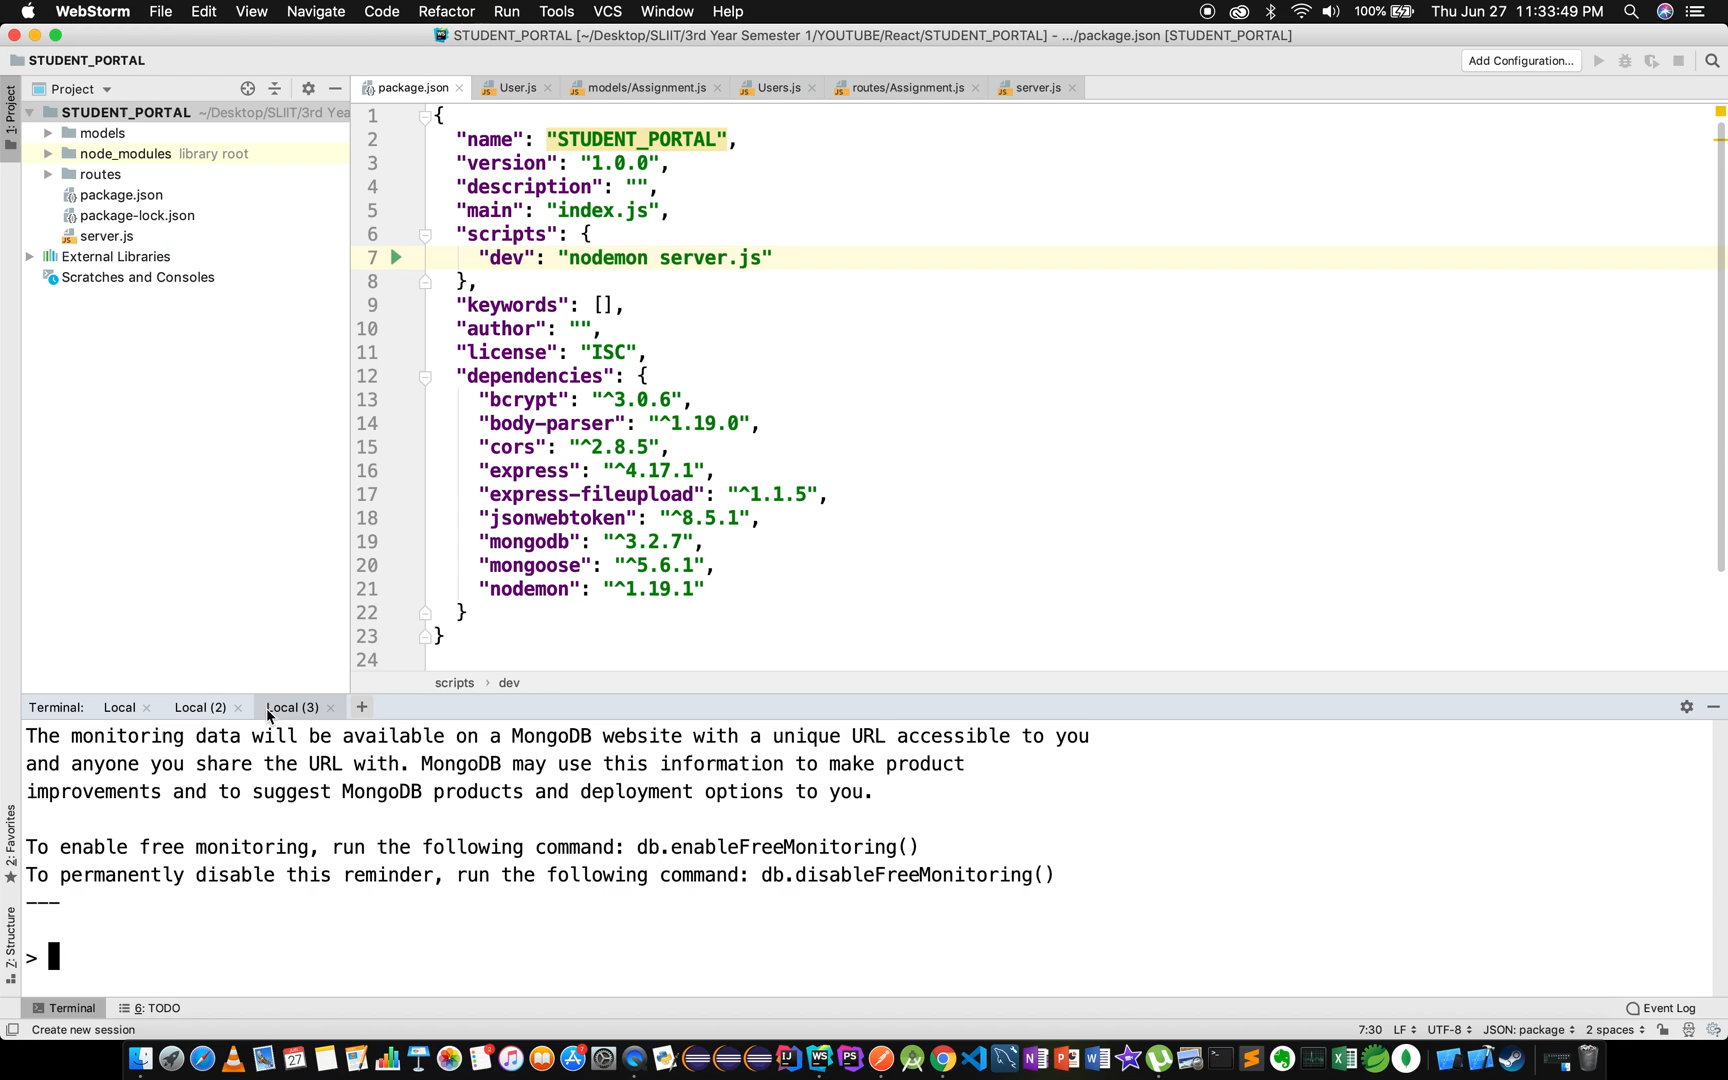 WebStorm File Edit View Navigate Code Refactor Run Tools VCS Window Help 100% Thu Jun 27 11:33:49 PM
STUDENT_PORTAL [~/Desktop/SLIIT/3rd Year Semester 1/YOUTUBE/React/STUDENT_PORTAL] - .../package.json [STUDENT_PORTAL]
STUDENT_PORTAL Add Configuration...
Project package.json User.js models/Assignment.js Users.js routes/Assignment.js server.js
1: Project
STUDENT_PORTAL ~/Desktop/SLIIT/3rd Yea
models
node_modules library root
routes
package.json
package-lock.json
server.js
External Libraries
Scratches and Consoles
1 {
2 "name": "STUDENT_PORTAL",
3 "version": "1.0.0",
4 "description": "",
5 "main": "index.js",
6 "scripts": {
7 "dev": "nodemon server.js"
8 },
9 "keywords": [],
10 "author": "",
11 "license": "ISC",
12 "dependencies": {
13 "bcrypt": "^3.0.6",
14 "body-parser": "^1.19.0",
15 "cors": "^2.8.5",
16 "express": "^4.17.1",
17 "express-fileupload": "^1.1.5",
18 "jsonwebtoken": "^8.5.1",
19 "mongodb": "^3.2.7",
20 "mongoose": "^5.6.1",
21 "nodemon": "^1.19.1"
22 }
23 }
24
scripts › dev
Terminal: Local Local (2) Local (3) +
The monitoring data will be available on a MongoDB website with a unique URL accessible to you
and anyone you share the URL with. MongoDB may use this information to make product
improvements and to suggest MongoDB products and deployment options to you.
To enable free monitoring, run the following command: db.enableFreeMonitoring()
To permanently disable this reminder, run the following command: db.disableFreeMonitoring()
---
>
2: Favorites
Z: Structure
Terminal 6: TODO Event Log
Create new session 7:30 LF UTF-8 JSON: package 2 spaces